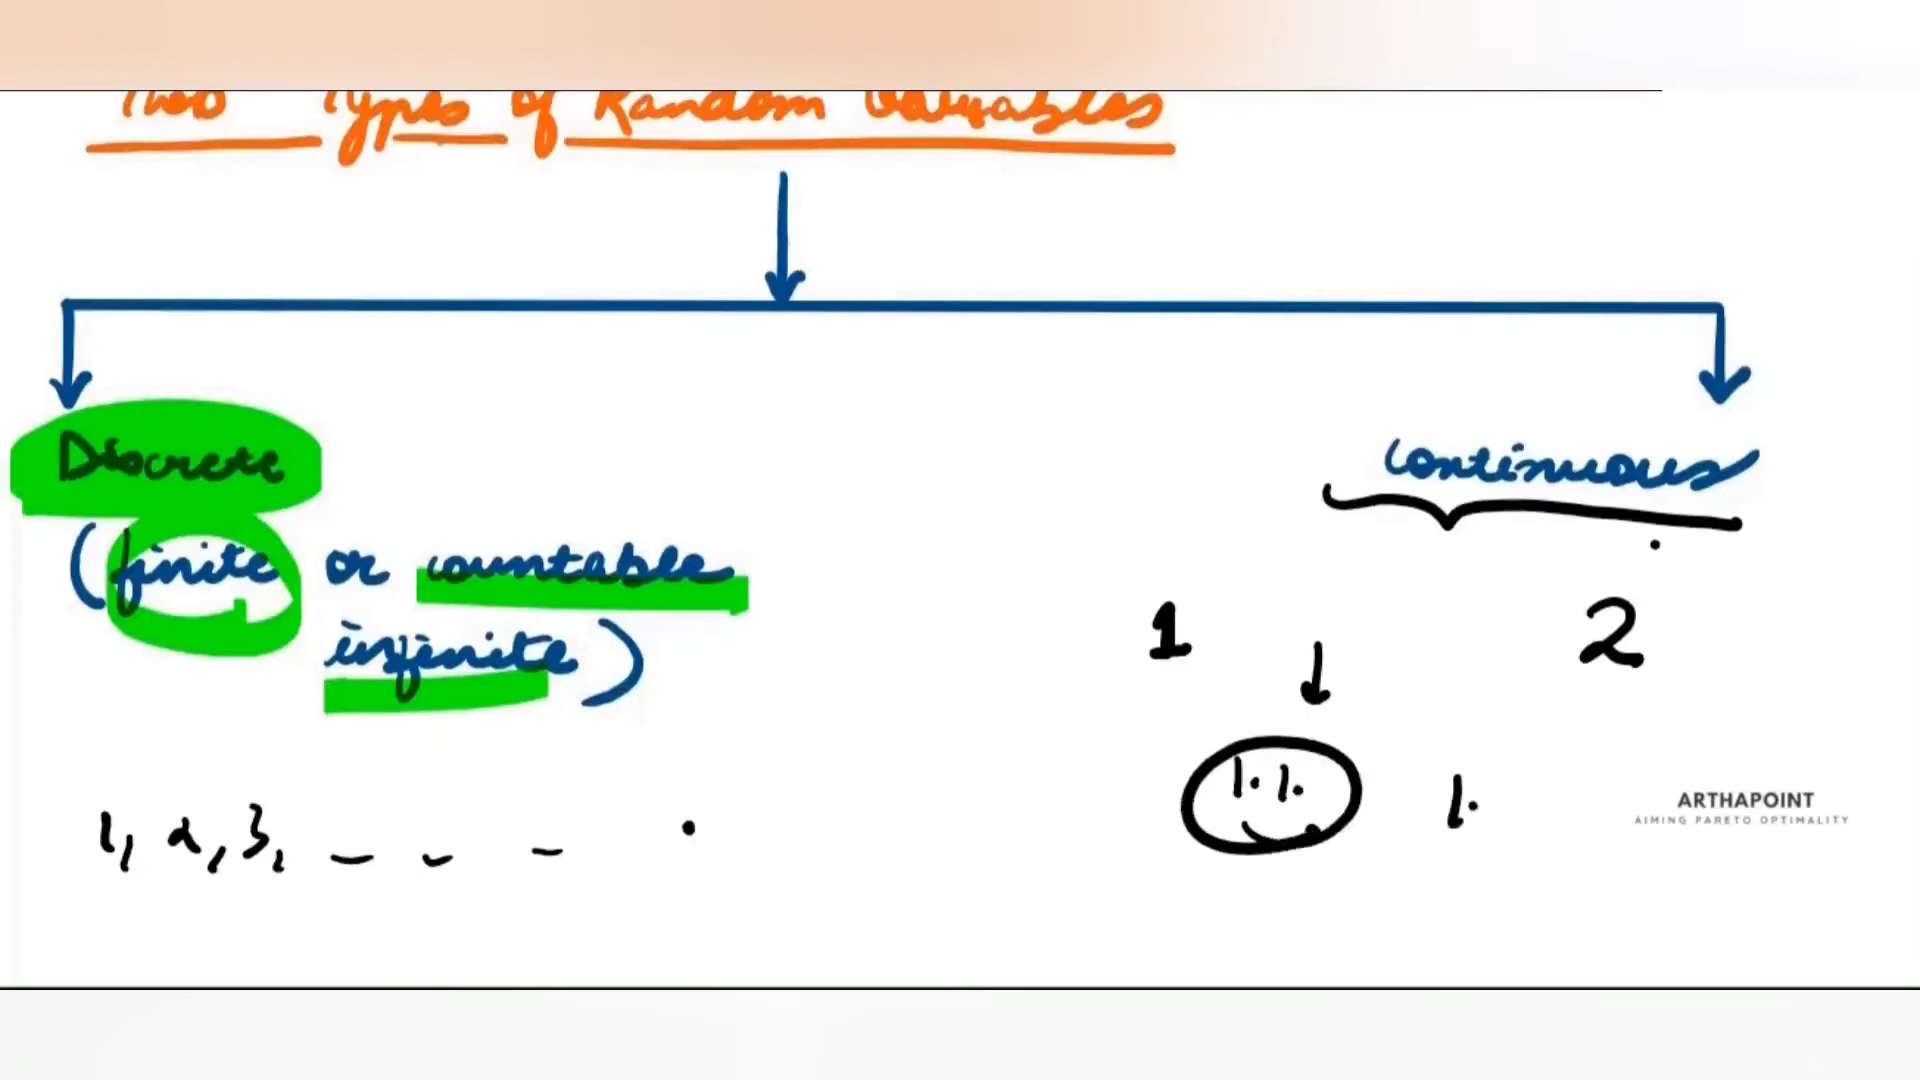 Two Types of Random Variables
Discrete
(finite or countable
infinite)
continuous
1 2
1, 2, 3, _ _ _ .
1.1. 1.
ARTHAPOINT
AIMING PARETO OPTIMALITY